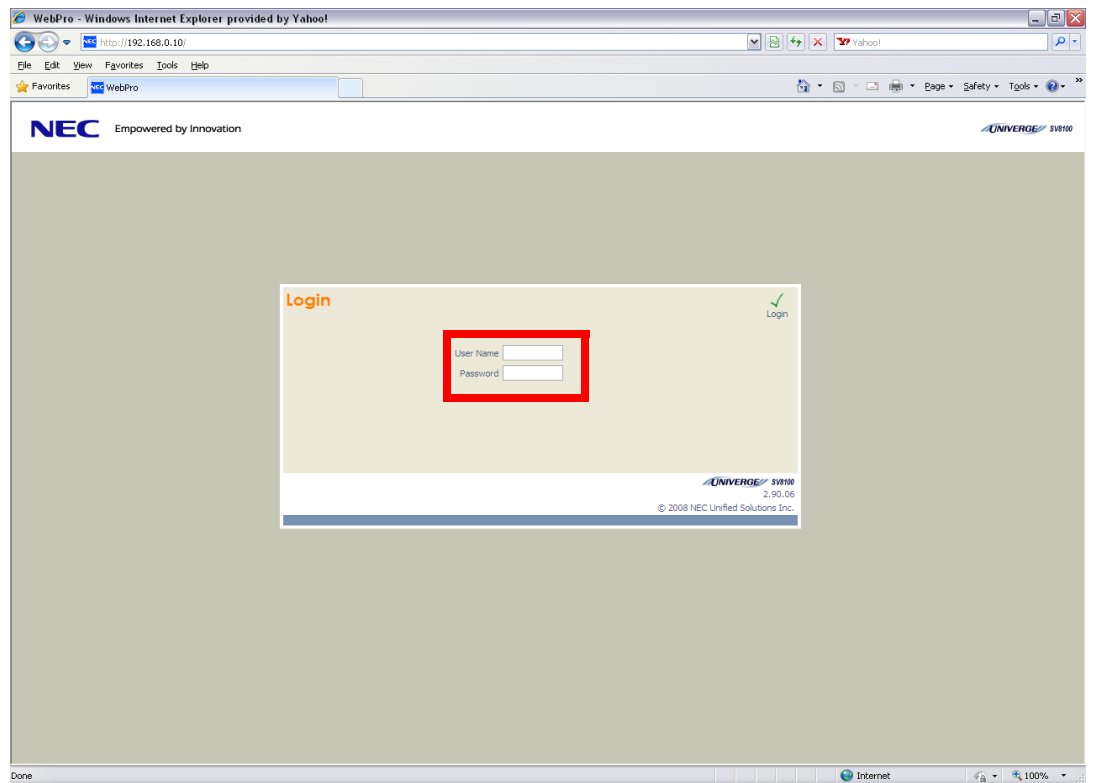 WebPro - Windows Internet Explorer provided by Yahoo!
http://192.168.0.10/
Yahoo!
File Edit View Favorites Tools Help
Favorites
WebPro
Page Safety Tools
NEC Empowered by Innovation
UNIVERGE SV8100
Login
Login
User Name
Password
UNIVERGE SV8100
2.90.06
© 2008 NEC Unified Solutions Inc.
Done
Internet
100%